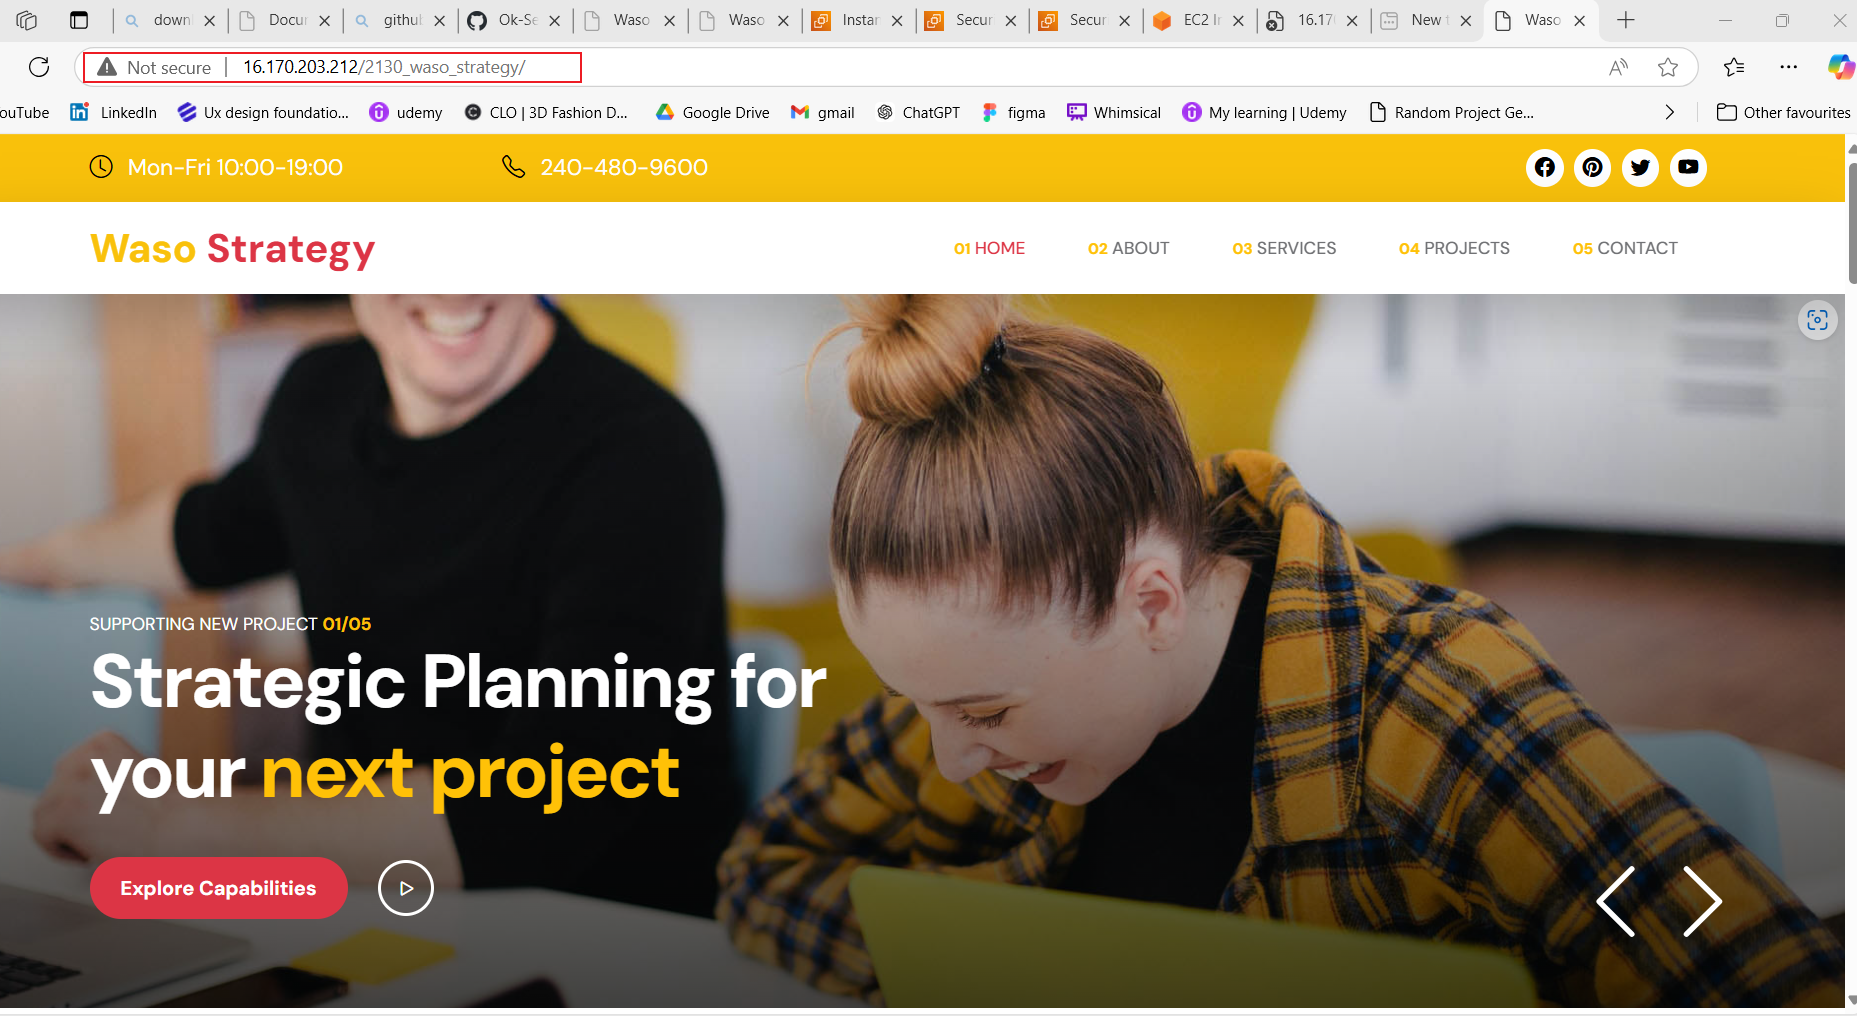 downl Docur github Ok-Se Waso Waso Instar Secur Secur EC2 Ir 16.17 New t Waso
Not secure 16.170.203.212/2130_waso_strategy/
ouTube LinkedIn Ux design foundatio... udemy CLO | 3D Fashion D... Google Drive gmail ChatGPT figma Whimsical My learning | Udemy Random Project Ge... Other favourites
Mon-Fri 10:00-19:00 240-480-9600
Waso Strategy 01 HOME 02 ABOUT 03 SERVICES 04 PROJECTS 05 CONTACT
SUPPORTING NEW PROJECT 01/05
Strategic Planning for
your next project
Explore Capabilities